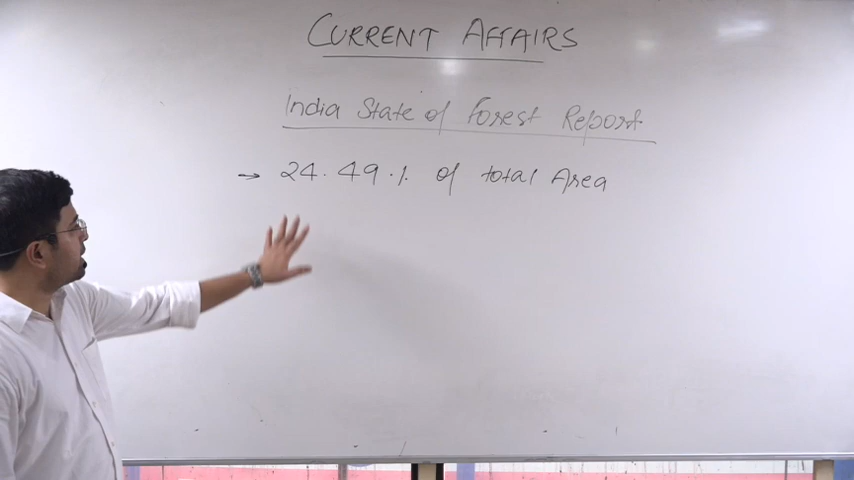 CURRENT AFFAIRS
India State of Forest Report
→ 24.49 % of total Area